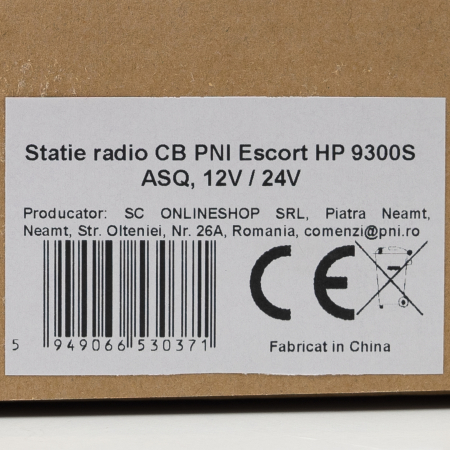 Statie radio CB PNI Escort HP 9300S
ASQ, 12V / 24V
Producator: SC ONLINESHOP SRL, Piatra Neamt,
Neamt, Str. Olteniei, Nr. 26A, Romania, comenzi@pni.ro
CE
5 949066 530371
Fabricat in China